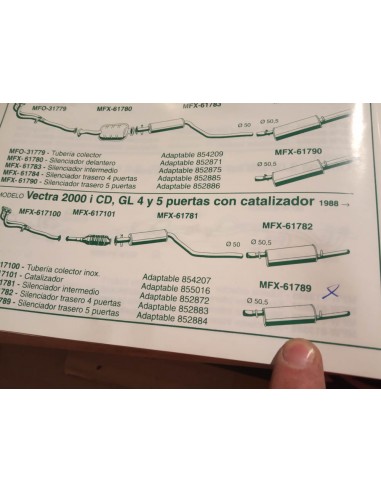 MFX-61783
MFO-31779 MFX-61780
Ø 50 Ø 50,5
MFX-61790
MFO-31779 - Tubería colector Adaptable 854209
MFX-61780 - Silenciador delantero Adaptable 852871
MFX-61783 - Silenciador intermedio Adaptable 852875
MFX-61784 - Silenciador trasero 4 puertas Adaptable 852885
MFX-61790 - Silenciador trasero 5 puertas Adaptable 852886
MODELO Vectra 2000 i CD, GL 4 y 5 puertas con catalizador 1988 →
MFX-617100 MFX-617101 MFX-61781
MFX-61782
Ø 50 Ø 50,5
MFX-61789
Ø 50,5
617100 - Tubería colector inox. Adaptable 854207
17101 - Catalizador Adaptable 855016
1781 - Silenciador intermedio Adaptable 852872
782 - Silenciador trasero 4 puertas Adaptable 852883
789 - Silenciador trasero 5 puertas Adaptable 852884